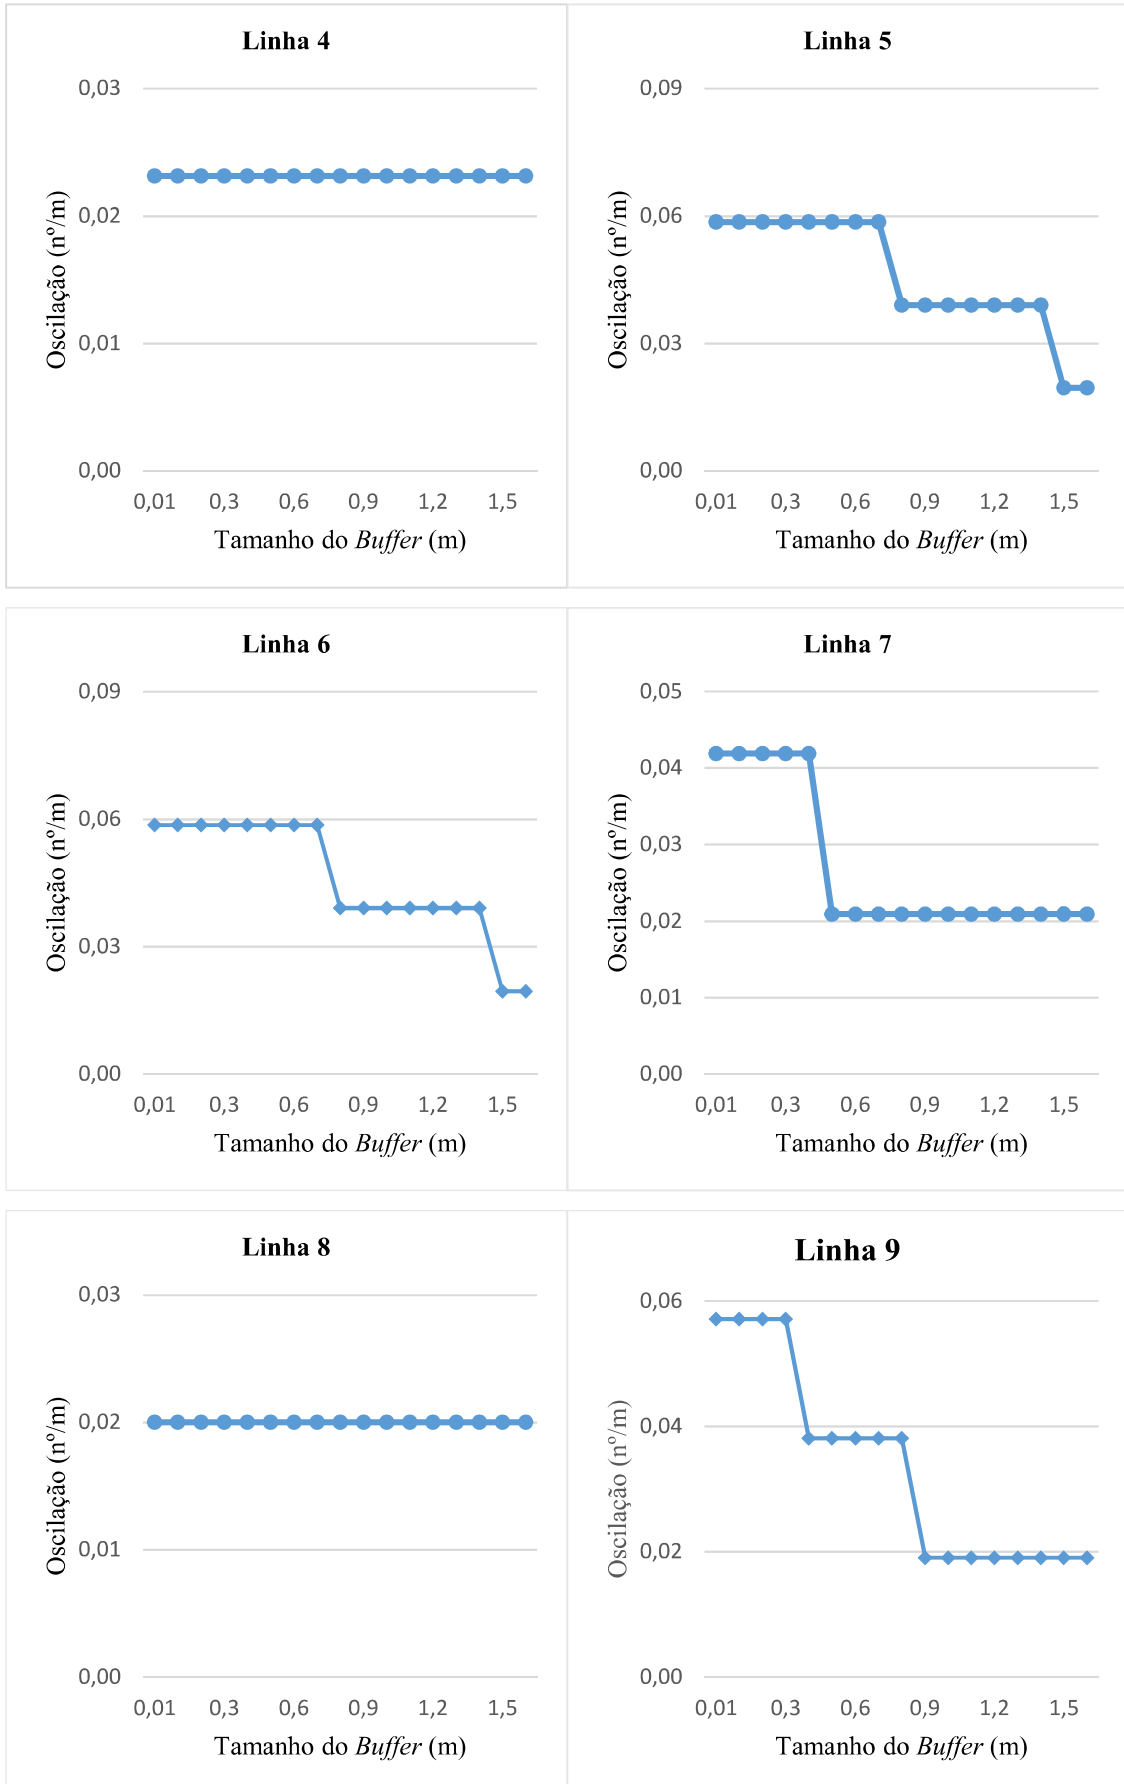 Linha 4
0,03
0,02
0,01
0,00
Oscilação (nº/m)
0,01 0,3 0,6 0,9 1,2 1,5
Tamanho do Buffer (m)
Linha 5
0,09
0,06
0,03
0,00
Oscilação (nº/m)
0,01 0,3 0,6 0,9 1,2 1,5
Tamanho do Buffer (m)
Linha 6
0,09
0,06
0,03
0,00
Oscilação (nº/m)
0,01 0,3 0,6 0,9 1,2 1,5
Tamanho do Buffer (m)
Linha 7
0,05
0,04
0,03
0,02
0,01
0,00
Oscilação (nº/m)
0,01 0,3 0,6 0,9 1,2 1,5
Tamanho do Buffer (m)
Linha 8
0,03
0,02
0,01
0,00
Oscilação (nº/m)
0,01 0,3 0,6 0,9 1,2 1,5
Tamanho do Buffer (m)
Linha 9
0,06
0,04
0,02
0,00
Oscilação (nº/m)
0,01 0,3 0,6 0,9 1,2 1,5
Tamanho do Buffer (m)